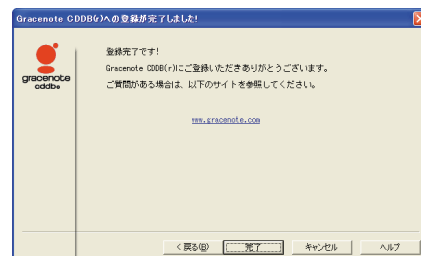 Gracenote CDDB(r)への登録が完了しました!
gracenote
cddb®
登録完了です!
Gracenote CDDB(r)にご登録いただきありがとうございます。
ご質問がある場合は、以下のサイトを参照してください。
www.gracenote.com
< 戻る(B)
完了
キャンセル
ヘルプ